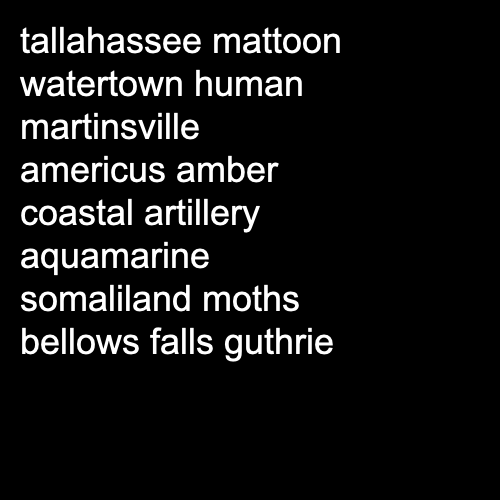 tallahassee mattoon
watertown human
martinsville
americus amber
coastal artillery
aquamarine
somaliland moths
bellows falls guthrie